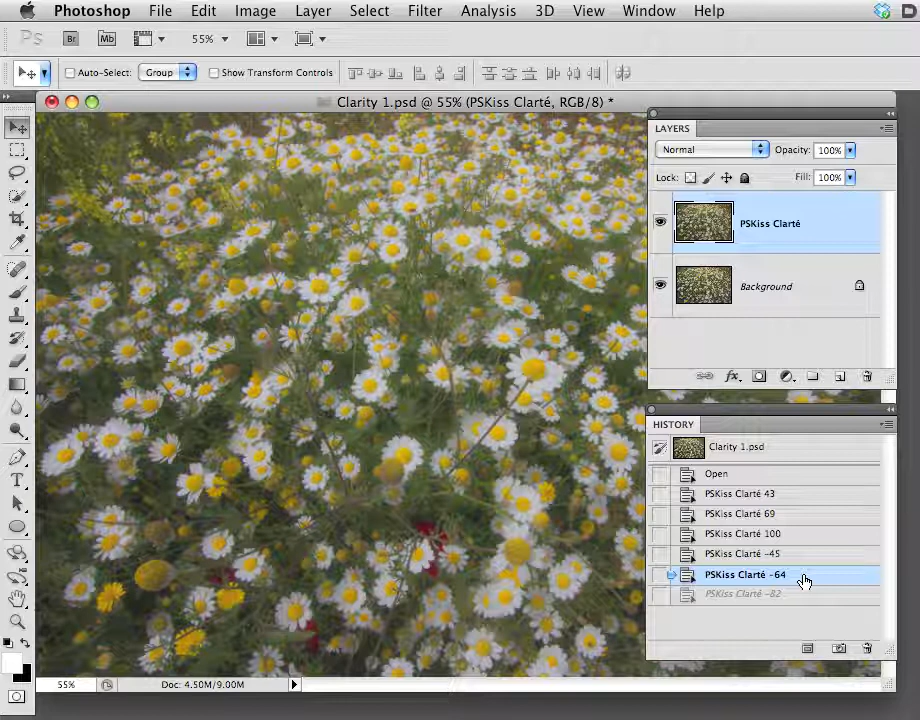 Photoshop File Edit Image Layer Select Filter Analysis 3D View Window Help
Ps Br Mb 55%
Auto-Select: Group Show Transform Controls
Clarity 1.psd @ 55% (PSKiss Clarté, RGB/8) *
LAYERS
Normal Opacity: 100%
Lock: Fill: 100%
PSKiss Clarté
Background
fx
HISTORY
Clarity 1.psd
Open
PSKiss Clarté 43
PSKiss Clarté 69
PSKiss Clarté 100
PSKiss Clarté -45
PSKiss Clarté -64
PSKiss Clarté -82
T
55% Doc: 4.50M/9.00M